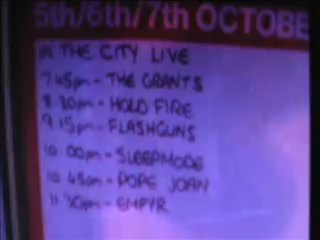 5th/6th/7th OCTOBE
IN THE CITY LIVE
7.45pm - THE GRANTS
8.30pm - HOLD FIRE
9.15pm - FLASHGUNS
10.00pm - SLEEPMODE
10.45pm - POPE JOAN
11.30pm - EMPYR